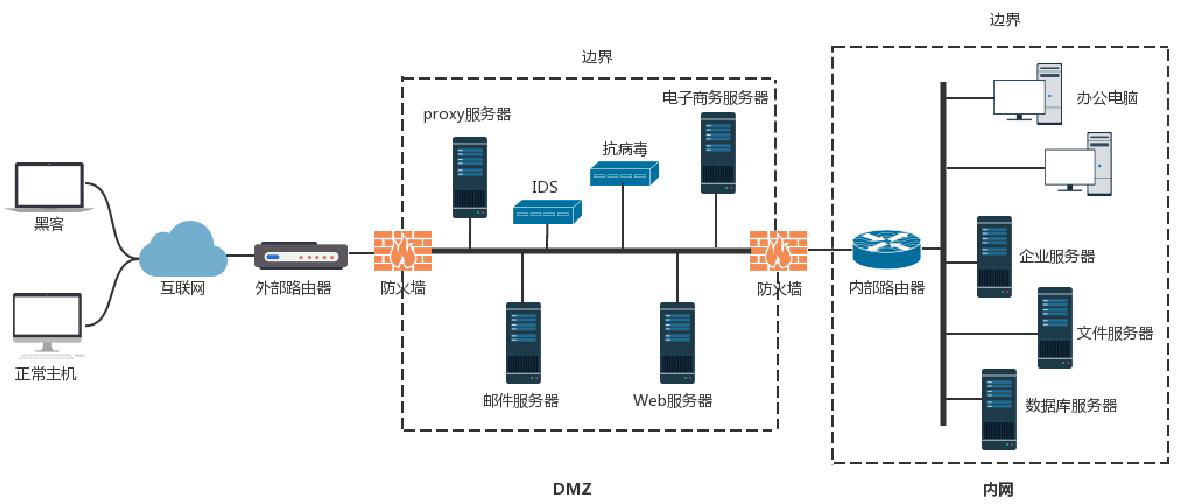 边界
边界
电子商务服务器
proxy服务器
办公电脑
抗病毒
IDS
黑客
企业服务器
互联网
外部路由器
防火墙
防火墙
内部路由器
文件服务器
正常主机
邮件服务器
Web服务器
数据库服务器
DMZ
内网